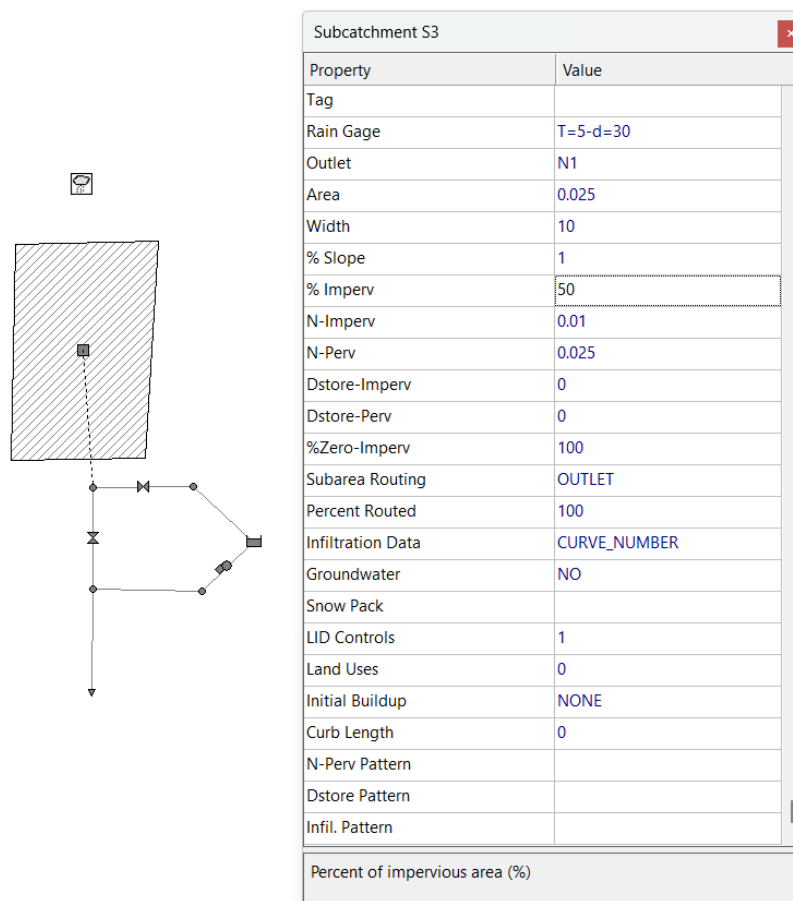 Subcatchment S3
Property Value
Tag
Rain Gage T=5-d=30
Outlet N1
Area 0.025
Width 10
% Slope 1
% Imperv 50
N-Imperv 0.01
N-Perv 0.025
Dstore-Imperv 0
Dstore-Perv 0
%Zero-Imperv 100
Subarea Routing OUTLET
Percent Routed 100
Infiltration Data CURVE_NUMBER
Groundwater NO
Snow Pack
LID Controls 1
Land Uses 0
Initial Buildup NONE
Curb Length 0
N-Perv Pattern
Dstore Pattern
Infil. Pattern
Percent of impervious area (%)